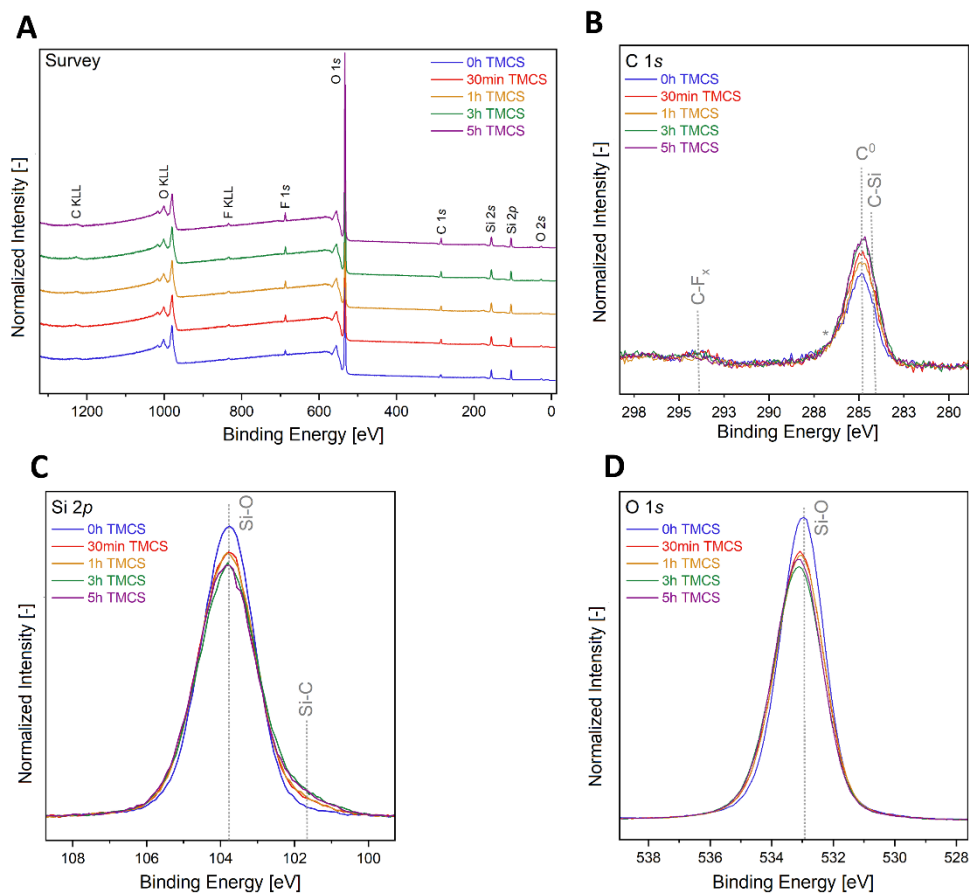 A
Survey
O 1s
0h TMCS
30min TMCS
1h TMCS
3h TMCS
5h TMCS
C KLL
O KLL
F KLL
F 1s
C 1s
Si 2s
Si 2p
O 2s
Normalized Intensity [-]
1200 1000 800 600 400 200 0
Binding Energy [eV]
B
C 1s
0h TMCS
30min TMCS
1h TMCS
3h TMCS
5h TMCS
C⁰
C-Si
C-Fₓ
*
Normalized Intensity [-]
298 295 293 290 288 285 283 280
Binding Energy [eV]
C
Si 2p
0h TMCS
30min TMCS
1h TMCS
3h TMCS
5h TMCS
Si-O
Si-C
Normalized Intensity [-]
108 106 104 102 100
Binding Energy [eV]
D
O 1s
0h TMCS
30min TMCS
1h TMCS
3h TMCS
5h TMCS
Si-O
Normalized Intensity [-]
538 536 534 532 530 528
Binding Energy [eV]